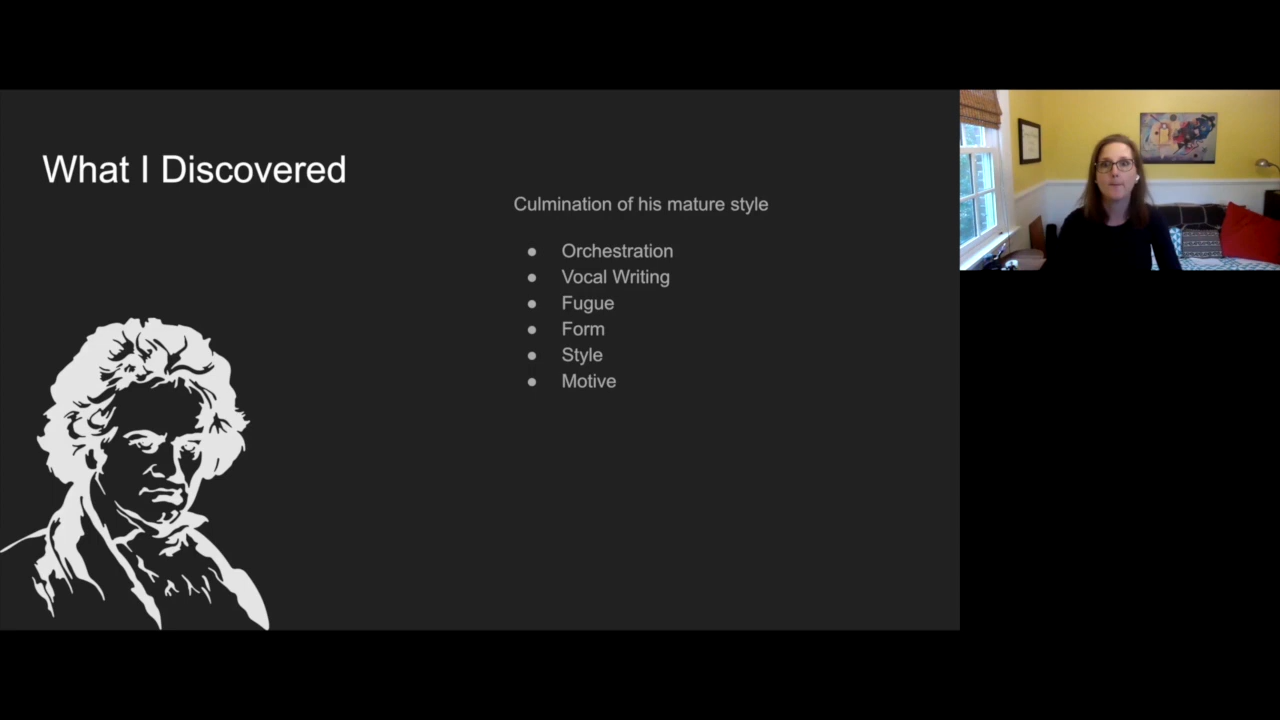 What I Discovered
Culmination of his mature style
● Orchestration
● Vocal Writing
● Fugue
● Form
● Style
● Motive